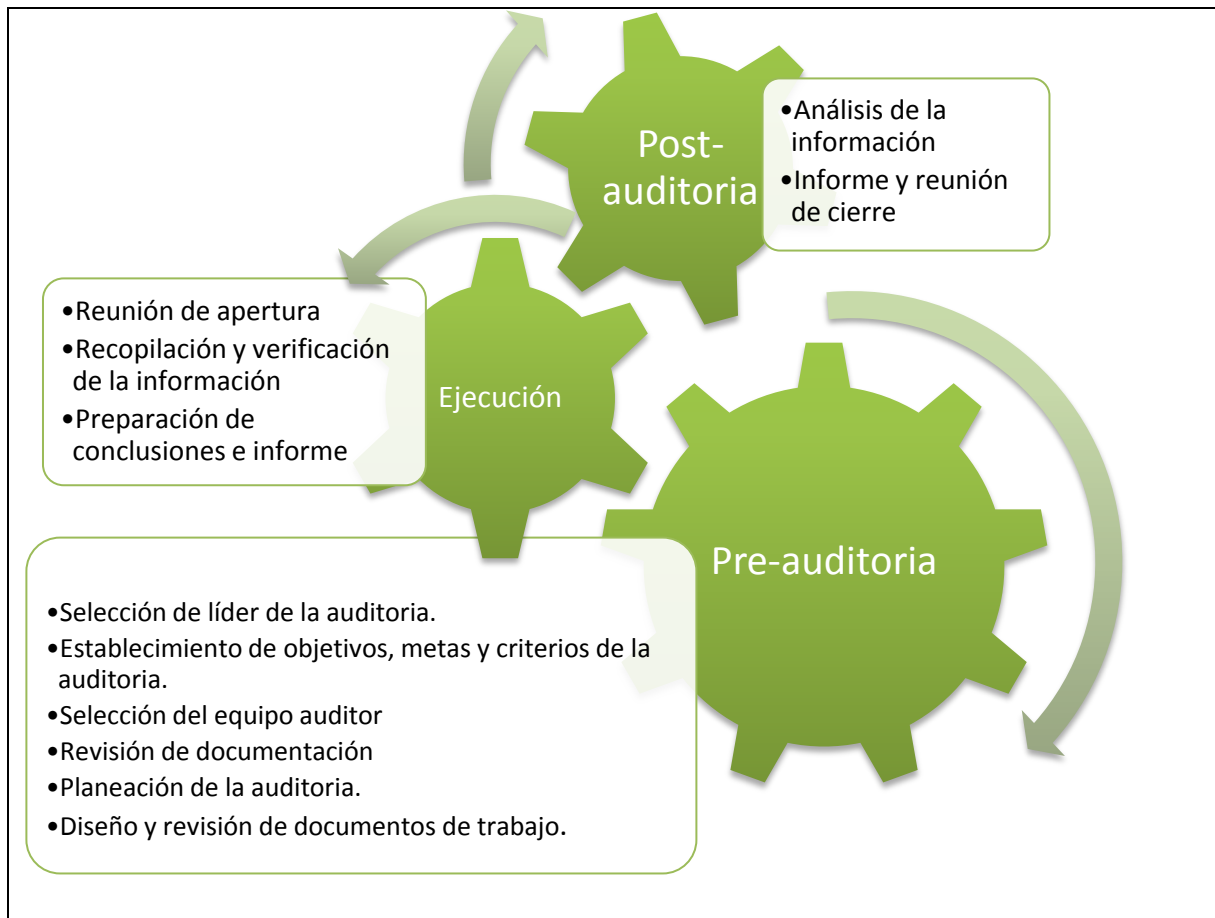 Post-
auditoria
•Análisis de la
información
•Informe y reunión
de cierre
•Reunión de apertura
•Recopilación y verificación
de la información
•Preparación de
conclusiones e informe
Ejecución
Pre-auditoria
•Selección de líder de la auditoria.
•Establecimiento de objetivos, metas y criterios de la
auditoria.
•Selección del equipo auditor
•Revisión de documentación
•Planeación de la auditoria.
•Diseño y revisión de documentos de trabajo.